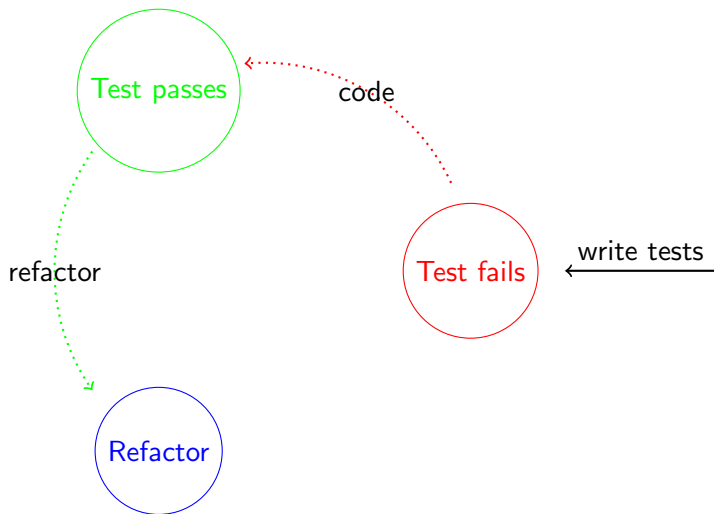 Test passes
code
write tests
Test fails
refactor
Refactor